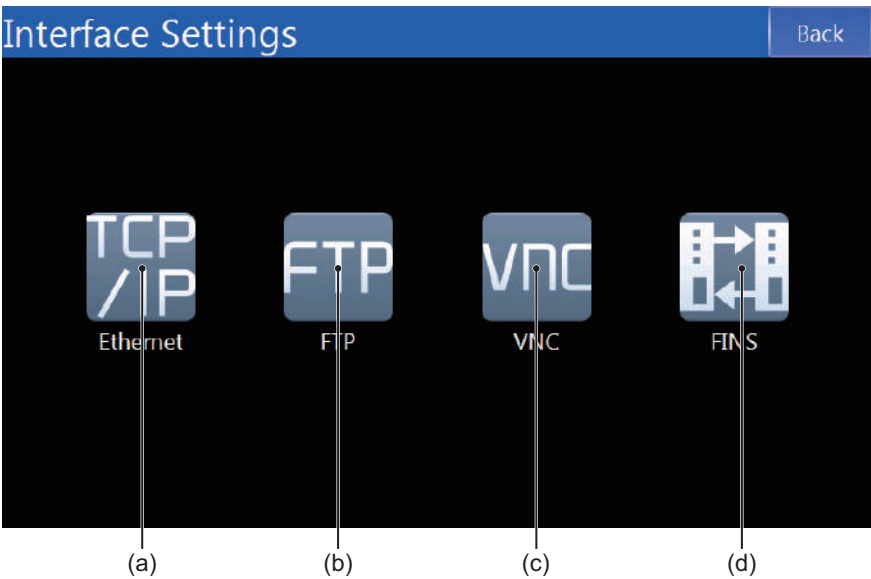 Interface Settings
Back
TCP
/IP
FTP
VNC
Ethernet
FTP
VNC
FINS
(a)
(b)
(c)
(d)